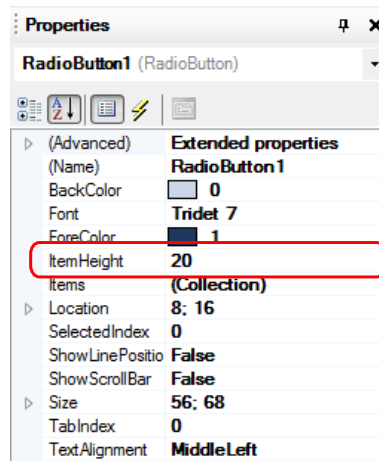 Properties
RadioButton1 (RadioButton)
(Advanced) Extended properties
(Name) RadioButton1
BackColor 0
Font Tridet 7
ForeColor 1
ItemHeight 20
Items (Collection)
Location 8; 16
SelectedIndex 0
ShowLinePositio False
ShowScrollBar False
Size 56; 68
TabIndex 0
TextAlignment MiddleLeft